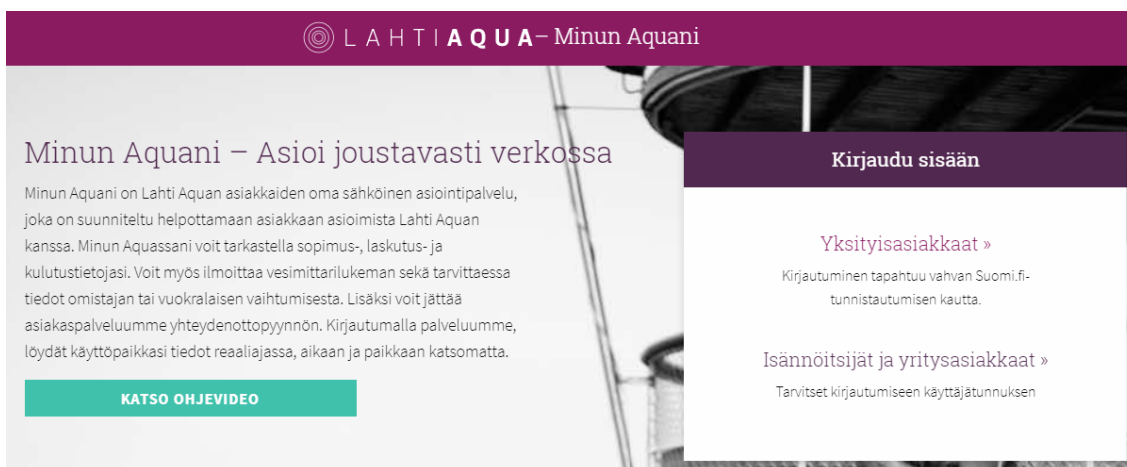 LAHTIAQUA – Minun Aquani
Minun Aquani – Asioi joustavasti verkossa
Minun Aquani on Lahti Aquan asiakkaiden oma sähköinen asiointipalvelu,
joka on suunniteltu helpottamaan asiakkaan asioimista Lahti Aquan
kanssa. Minun Aquassani voit tarkastella sopimus-, laskutus- ja
kulutustietojasi. Voit myös ilmoittaa vesimittarilukeman sekä tarvittaessa
tiedot omistajan tai vuokralaisen vaihtumisesta. Lisäksi voit jättää
asiakaspalveluumme yhteydenottopyynnön. Kirjautumalla palveluumme,
löydät käyttöpaikkasi tiedot reaaliajassa, aikaan ja paikkaan katsomatta.
KATSO OHJEVIDEO
Kirjaudu sisään
Yksityisasiakkaat »
Kirjautuminen tapahtuu vahvan Suomi.fi-
tunnistautumisen kautta.
Isännöitsijät ja yritysasiakkaat »
Tarvitset kirjautumiseen käyttäjätunnuksen